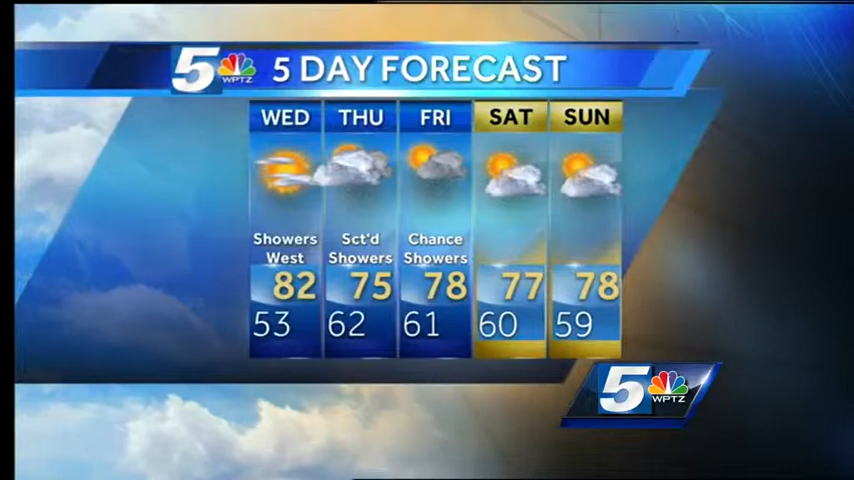 5 WPTZ 5 DAY FORECAST
WED THU FRI SAT SUN
Showers Sct'd Chance
West Showers Showers
82 75 78 77 78
53 62 61 60 59
5 WPTZ